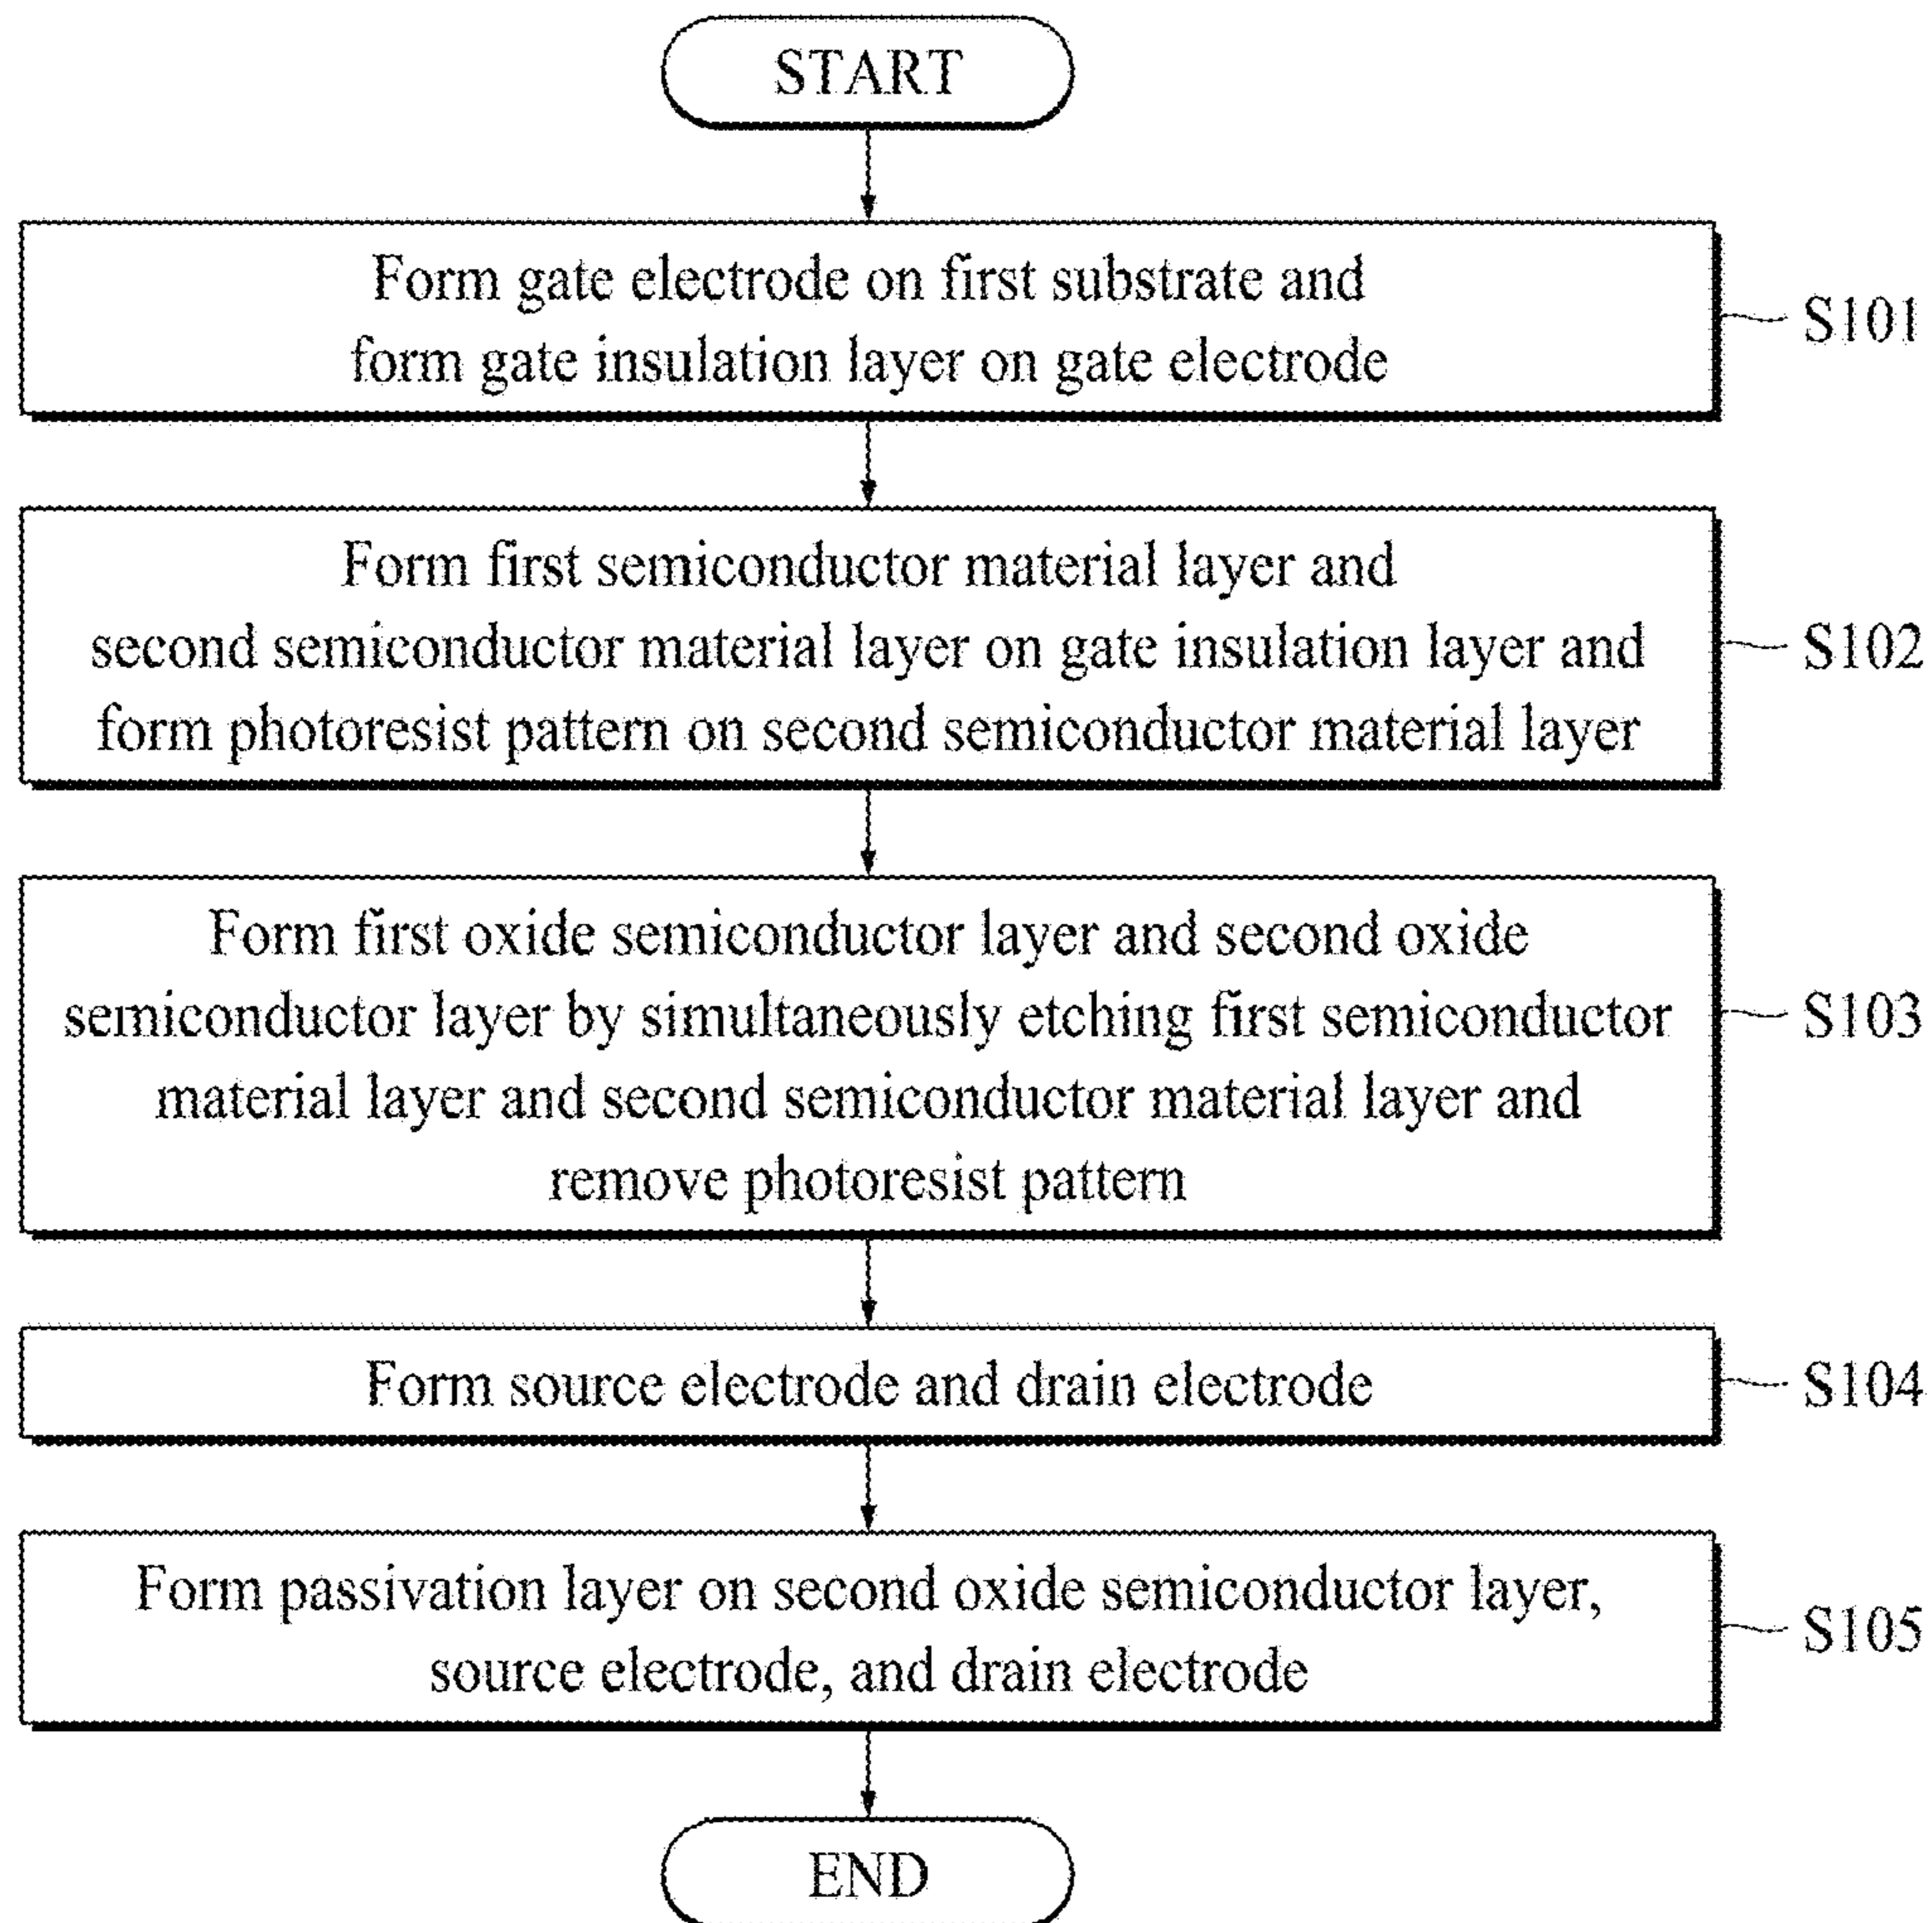 START
Form gate electrode on first substrate and
form gate insulation layer on gate electrode
S101
Form first semiconductor material layer and
second semiconductor material layer on gate insulation layer and
form photoresist pattern on second semiconductor material layer
S102
Form first oxide semiconductor layer and second oxide
semiconductor layer by simultaneously etching first semiconductor
material layer and second semiconductor material layer and
remove photoresist pattern
S103
Form source electrode and drain electrode
S104
Form passivation layer on second oxide semiconductor layer,
source electrode, and drain electrode
S105
END